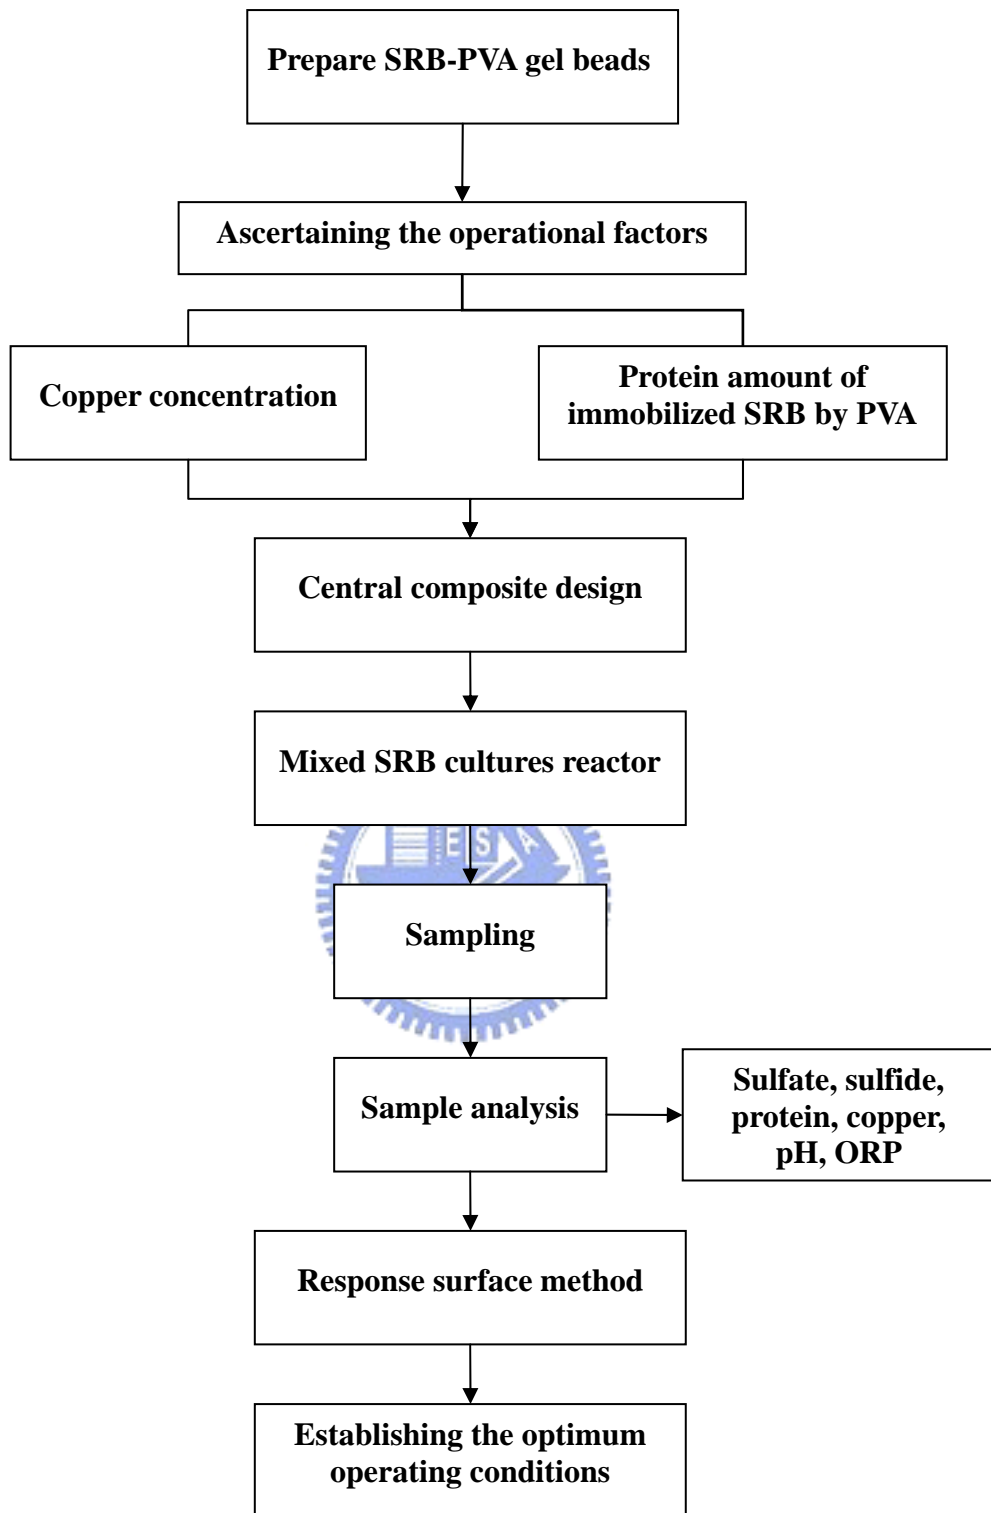 Prepare SRB-PVA gel beads
Ascertaining the operational factors
Copper concentration
Protein amount of
immobilized SRB by PVA
Central composite design
Mixed SRB cultures reactor
E S A
Sampling
Sample analysis
Sulfate, sulfide,
protein, copper,
pH, ORP
Response surface method
Establishing the optimum
operating conditions